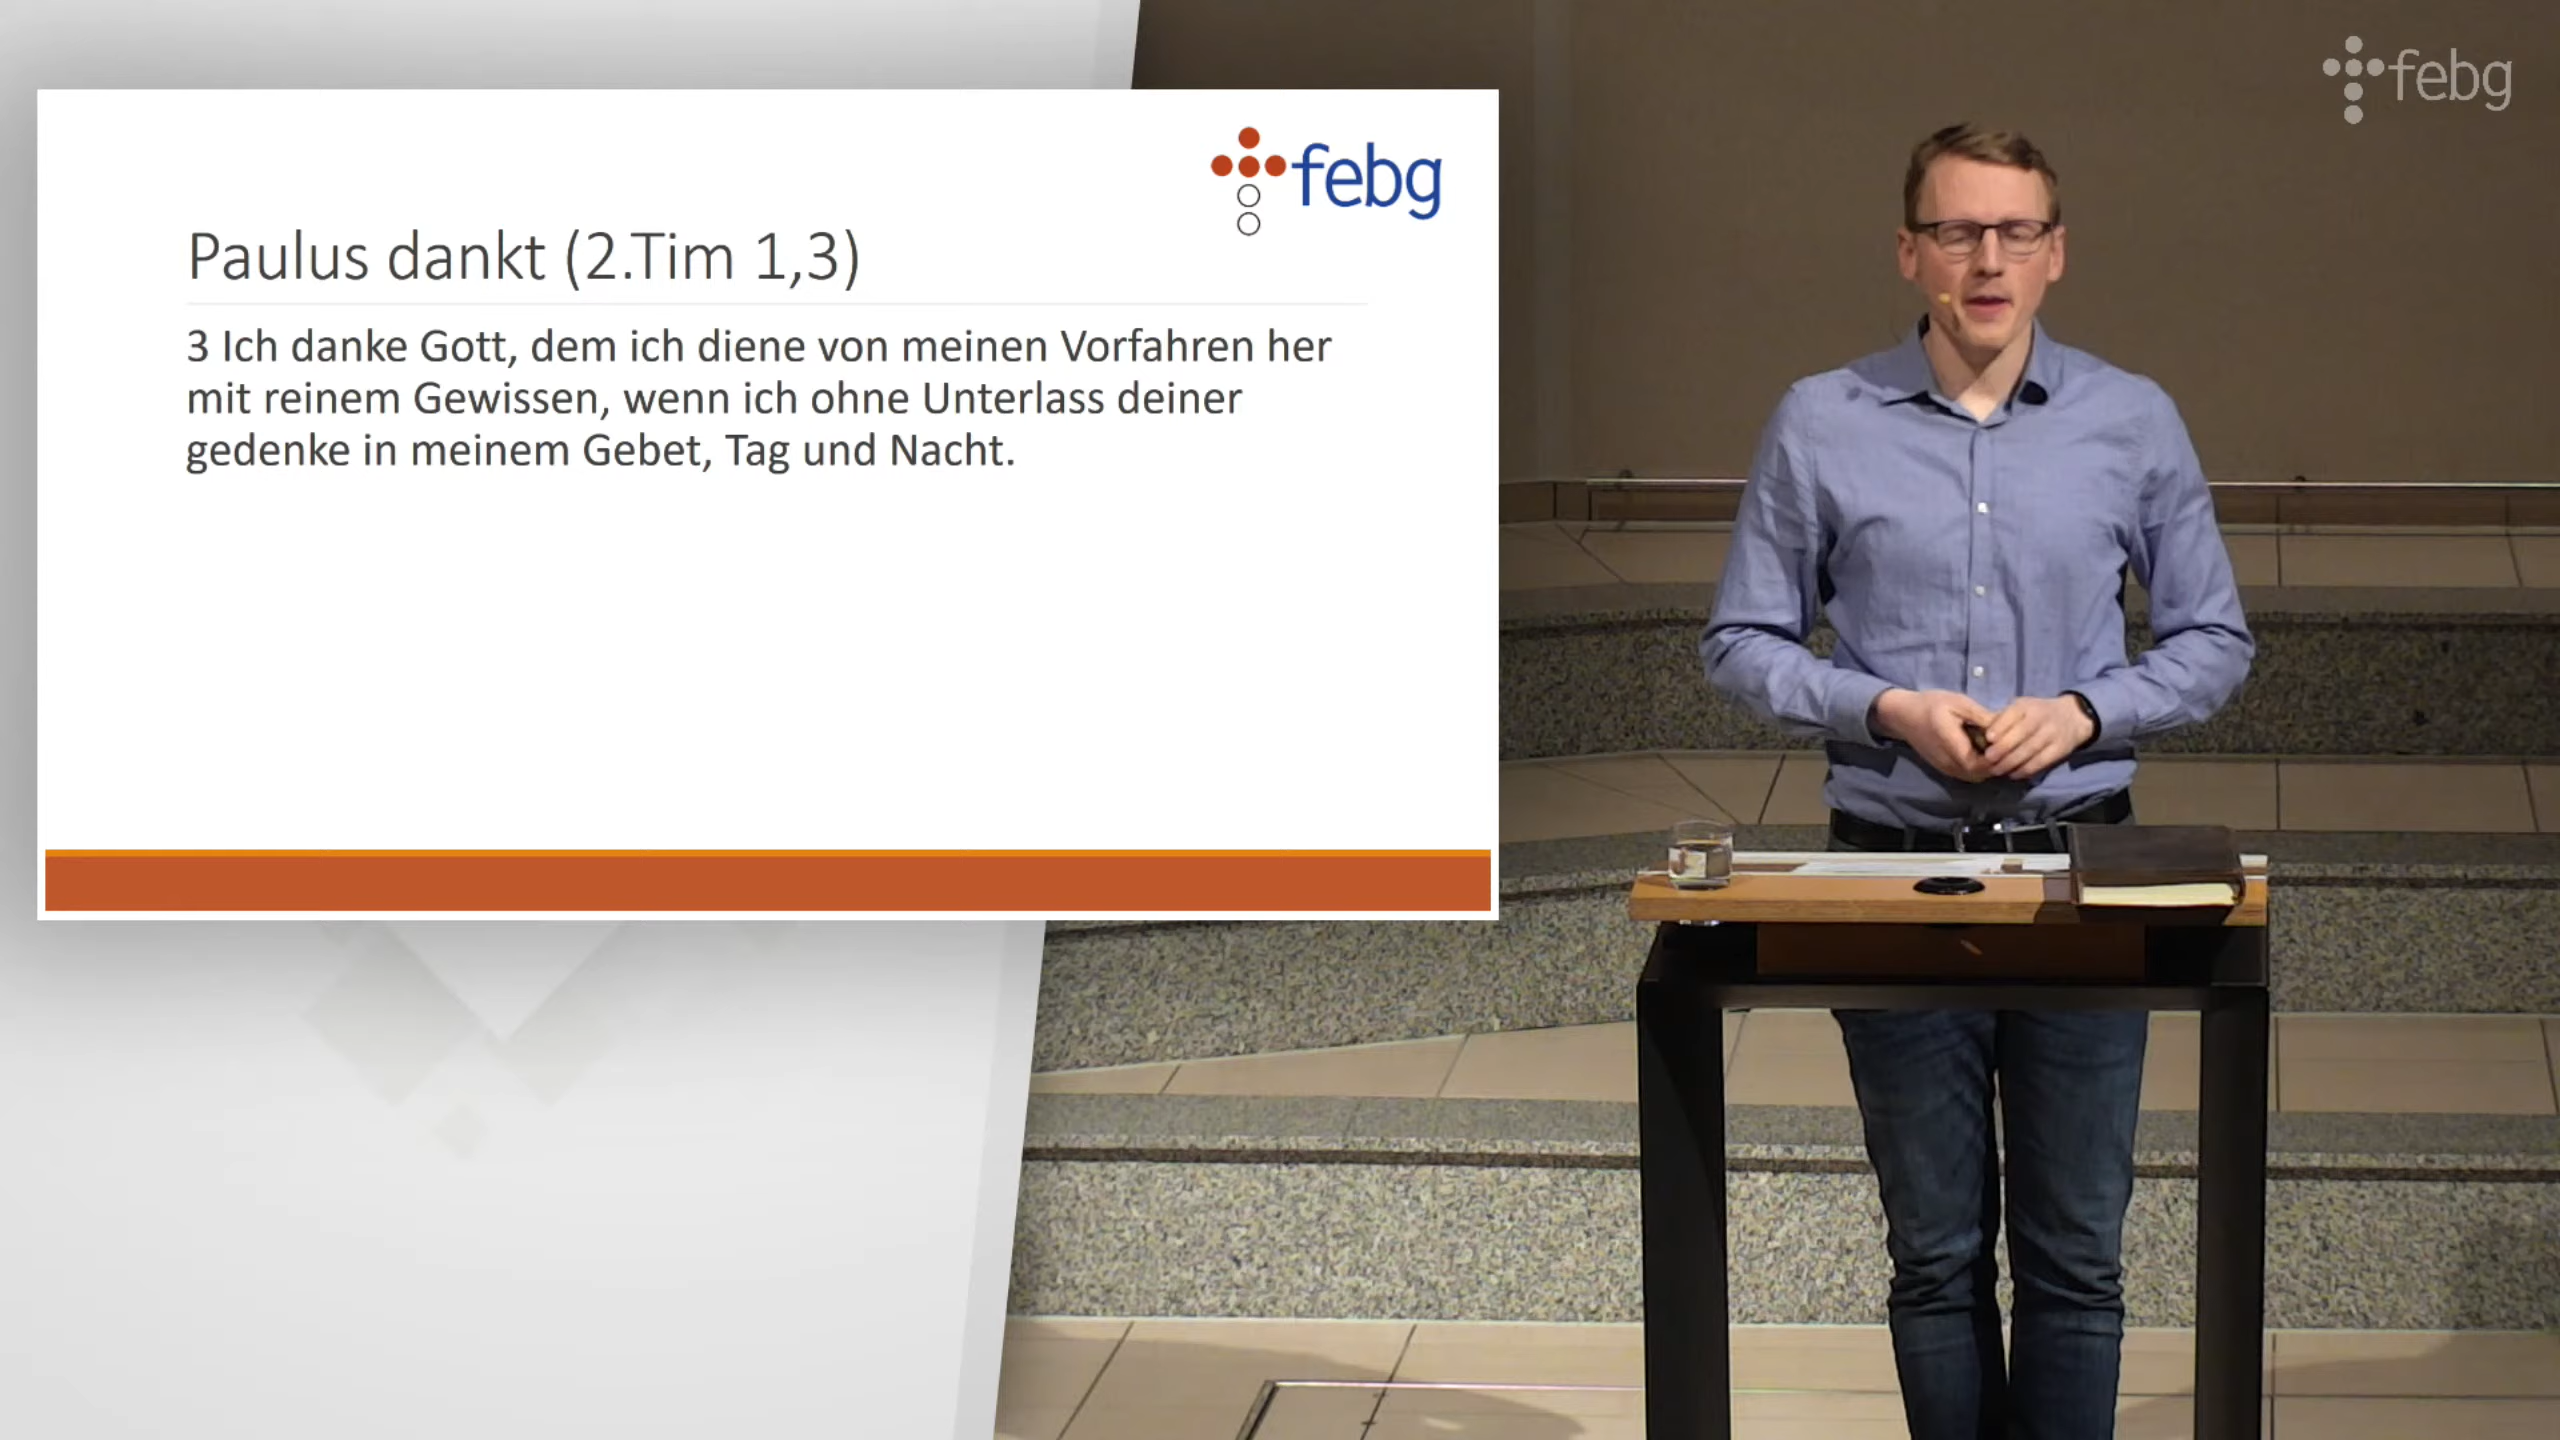 febg
Paulus dankt (2.Tim 1,3)
3 Ich danke Gott, dem ich diene von meinen Vorfahren her
mit reinem Gewissen, wenn ich ohne Unterlass deiner
gedenke in meinem Gebet, Tag und Nacht.
febg